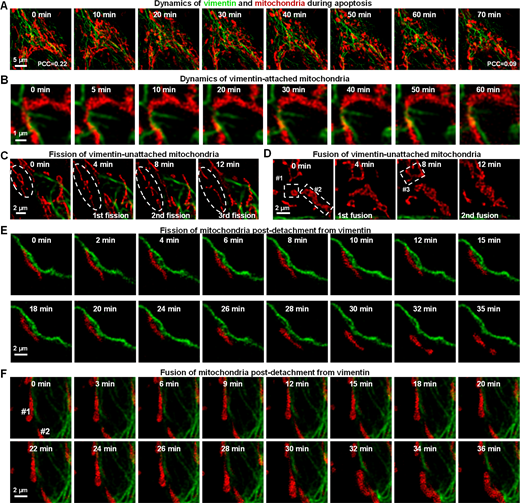 Dynamics of vimentin and mitochondria during apoptosis
A
0 min 10 min 20 min 30 min 40 min 50 min 60 min 70 min
5 μm PCC=0.22 PCC=0.09
Dynamics of vimentin-attached mitochondria
B
0 min 5 min 10 min 20 min 30 min 40 min 50 min 60 min
1 μm
C Fission of vimentin-unattached mitochondria
0 min 4 min 8 min 12 min
2 μm 1st fission 2nd fission 3rd fission
D Fusion of vimentin-unattached mitochondria
0 min 4 min 8 min 12 min
#1 #2 #3
2 μm 1st fusion 2nd fusion
E Fission of mitochondria post-detachment from vimentin
0 min 2 min 4 min 6 min 8 min 10 min 12 min 15 min
18 min 20 min 24 min 26 min 28 min 30 min 32 min 35 min
2 μm
F Fusion of mitochondria post-detachment from vimentin
0 min 3 min 6 min 9 min 12 min 15 min 18 min 20 min
#1
#2
22 min 24 min 26 min 28 min 30 min 32 min 34 min 36 min
2 μm